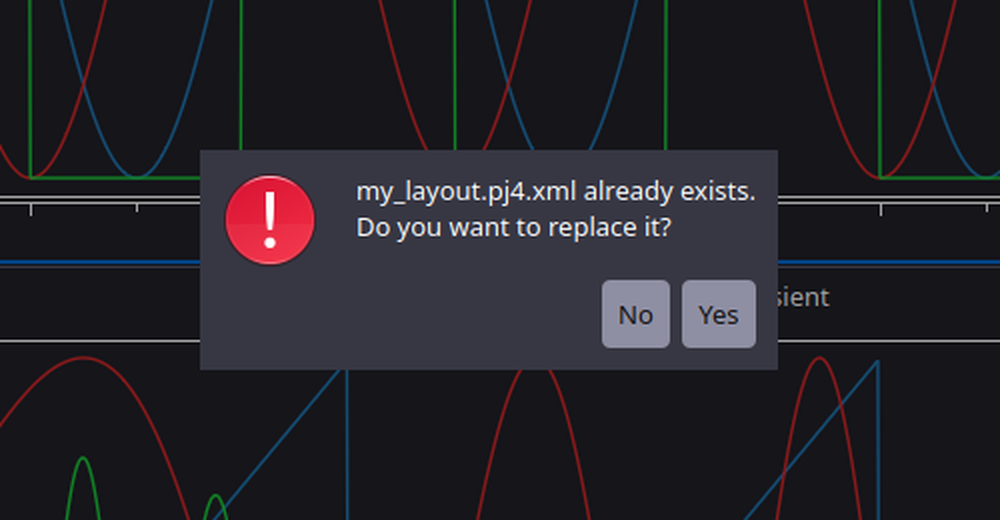 my_layout.pj4.xml already exists.
Do you want to replace it?
No
Yes